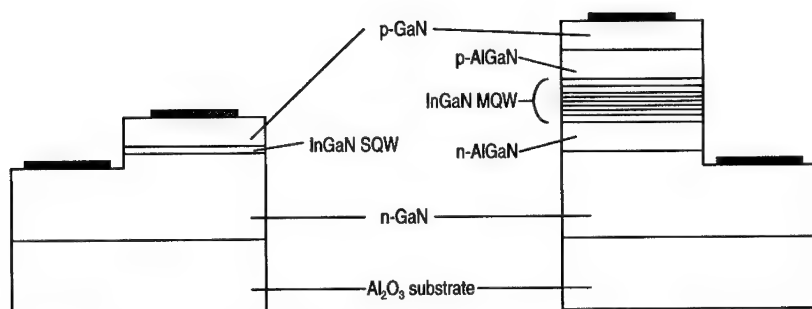 p-GaN
p-AlGaN
InGaN MQW
InGaN SQW
n-AlGaN
n-GaN
Al₂O₃ substrate